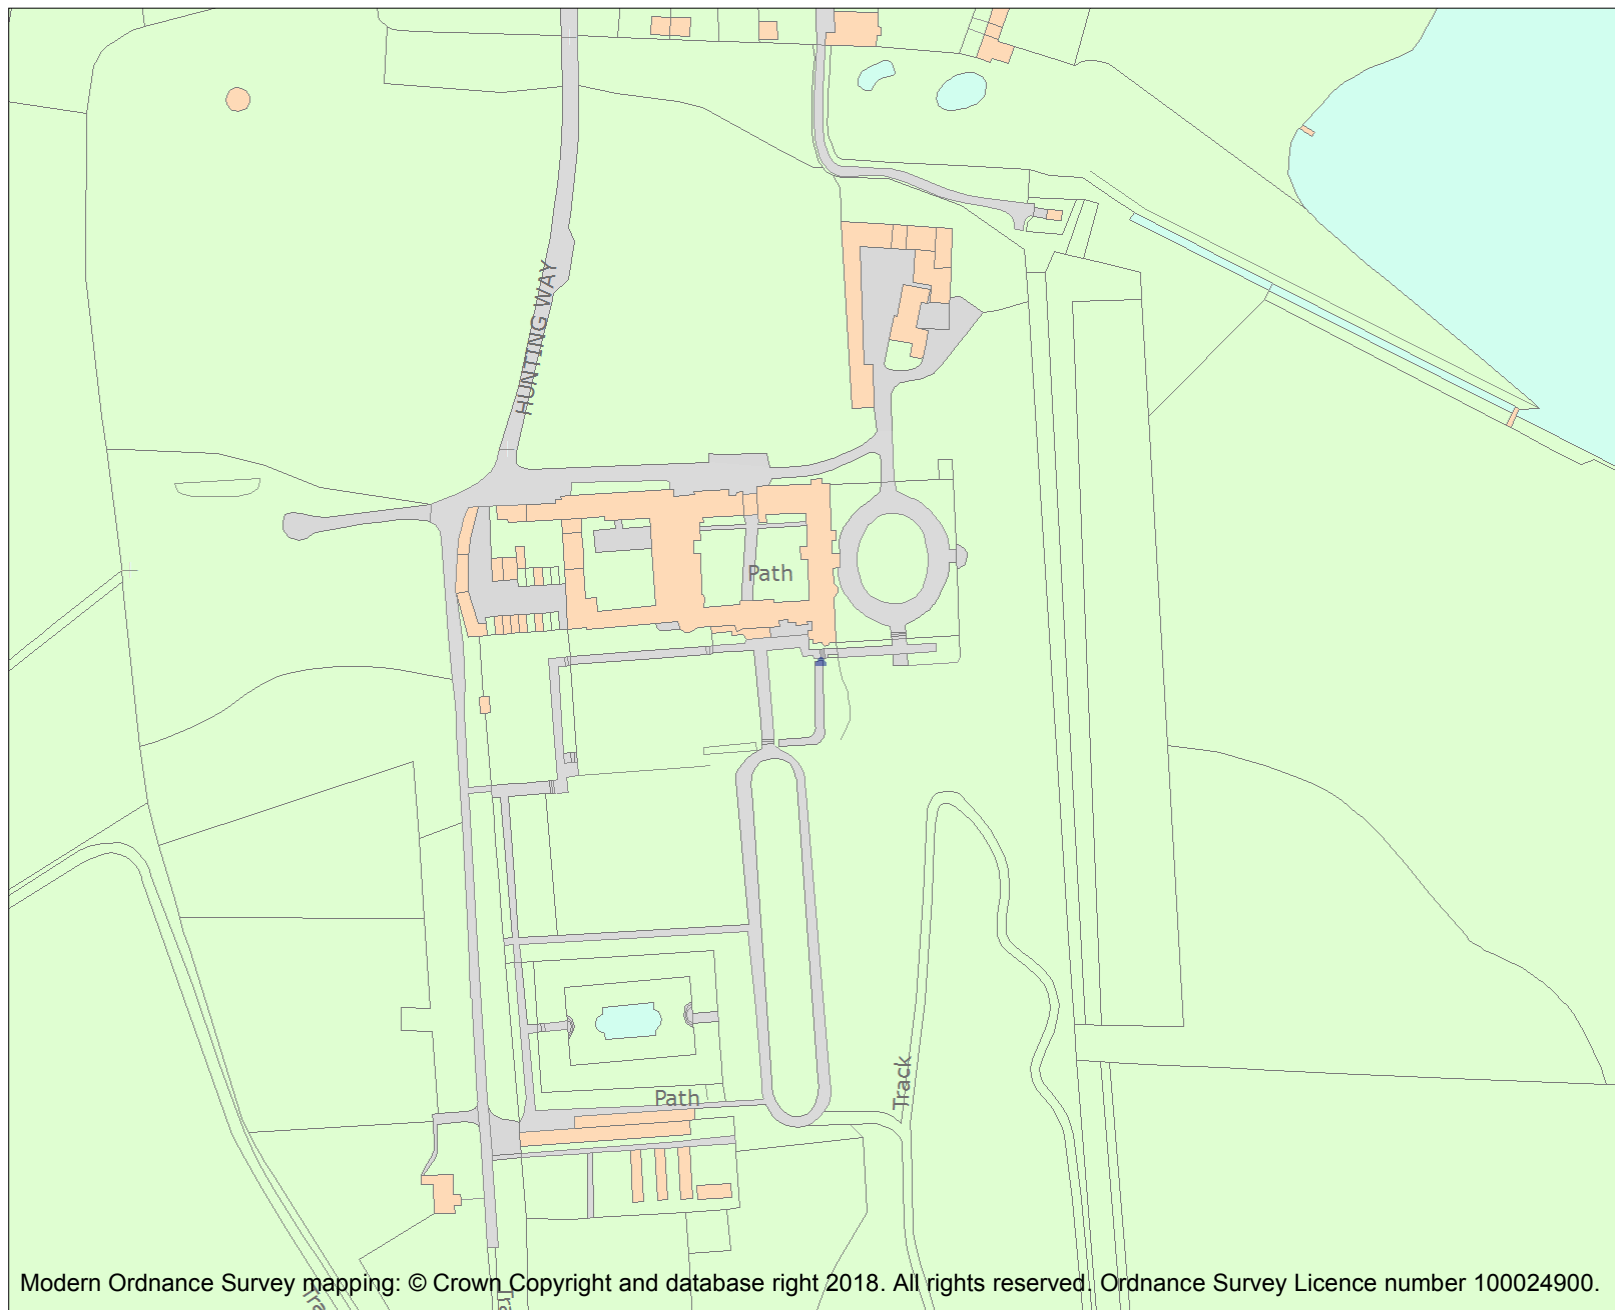 HUNTING WAY
Path
Track
Path
Modern Ordnance Survey mapping: © Crown Copyright and database right 2018. All rights reserved. Ordnance Survey Licence number 100024900.